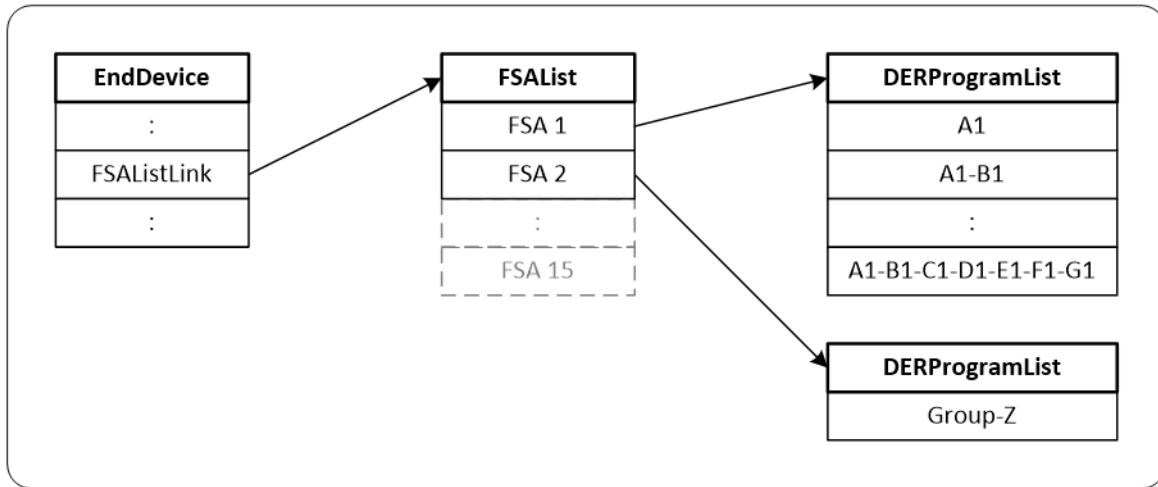 EndDevice
:
FSAListLink
:
FSAList
FSA 1
FSA 2
:
FSA 15
DERProgramList
A1
A1-B1
:
A1-B1-C1-D1-E1-F1-G1
DERProgramList
Group-Z